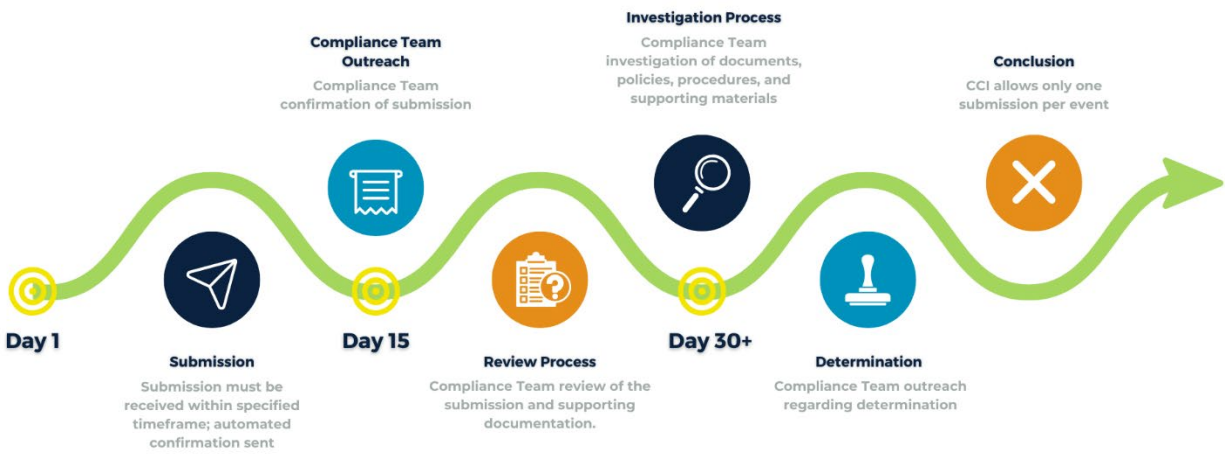 Investigation Process
Compliance Team
investigation of documents,
policies, procedures, and
supporting materials
Compliance Team
Outreach
Compliance Team
confirmation of submission
Conclusion
CCI allows only one
submission per event
Day 1
Day 15
Day 30+
Submission
Submission must be
received within specified
timeframe; automated
confirmation sent
Review Process
Compliance Team review of the
submission and supporting
documentation.
Determination
Compliance Team outreach
regarding determination